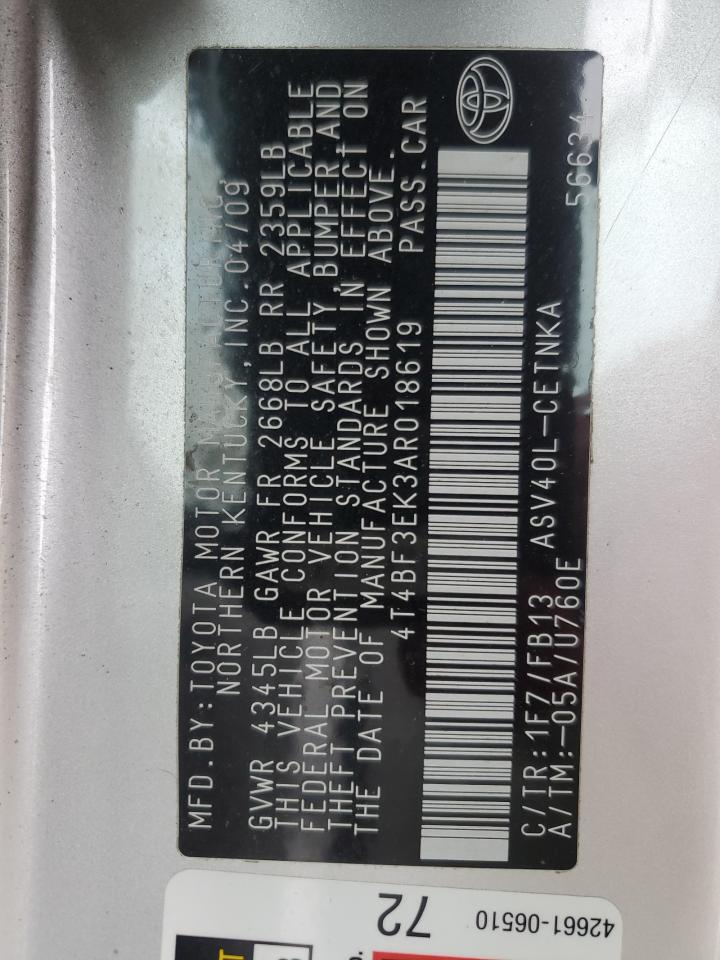 MFD.BY:TOYOTA MOTOR MANUFACTURING,
NORTHERN KENTUCKY, INC.04/09
GVWR 4345LB GAWR FR 2668LB RR 2359LB
THIS VEHICLE CONFORMS TO ALL APPLICABLE
FEDERAL MOTOR VEHICLE SAFETY,BUMPER AND
THEFT PREVENTION STANDARDS IN EFFECT ON
THE DATE OF MANUFACTURE SHOWN ABOVE.
4T4BF3EK3AR018619 PASS.CAR
C/TR:1F7/FB13 ASV40L-CETNKA 56634
A/TM:-05A/U760E
72
42661-06510